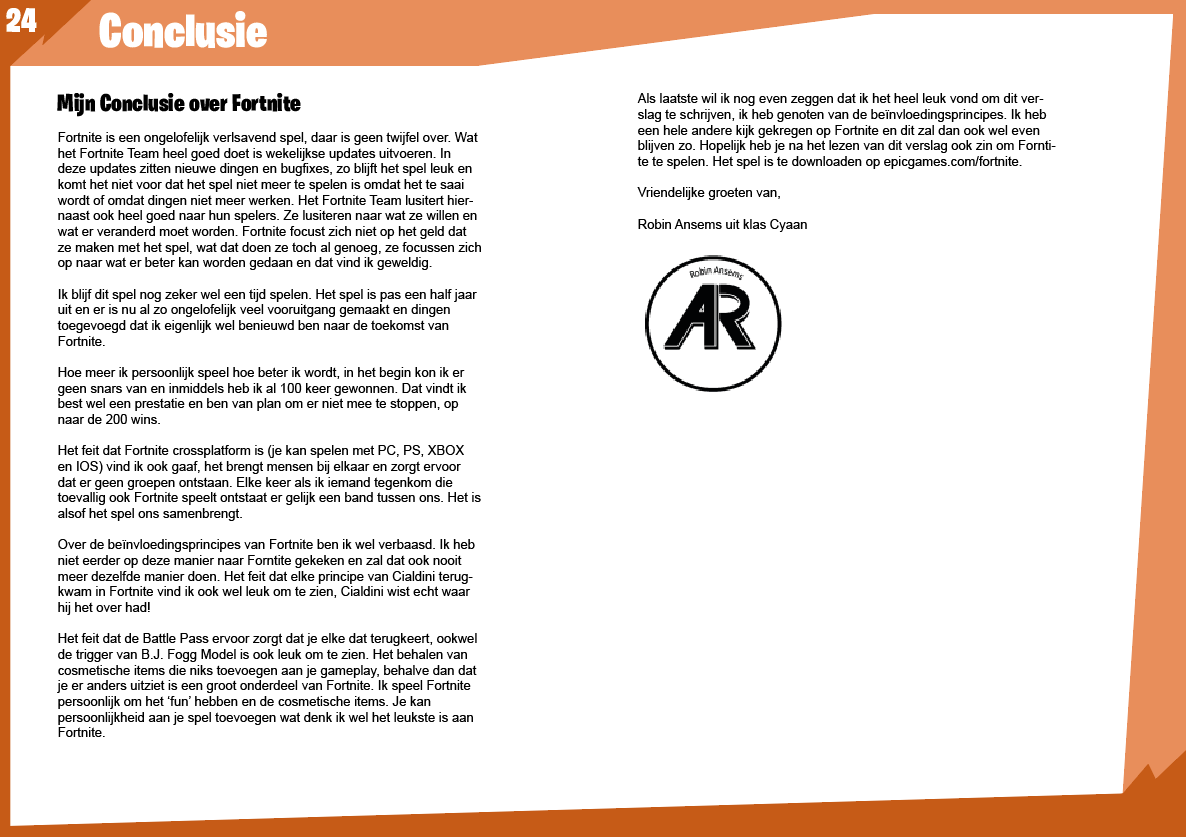 24
Conclusie
Mijn Conclusie over Fortnite
Fortnite is een ongelofelijk verlsavend spel, daar is geen twijfel over. Wat
het Fortnite Team heel goed doet is wekelijkse updates uitvoeren. In
deze updates zitten nieuwe dingen en bugfixes, zo blijft het spel leuk en
komt het niet voor dat het spel niet meer te spelen is omdat het te saai
wordt of omdat dingen niet meer werken. Het Fortnite Team lusitert hier-
naast ook heel goed naar hun spelers. Ze lusiteren naar wat ze willen en
wat er veranderd moet worden. Fortnite focust zich niet op het geld dat
ze maken met het spel, wat dat doen ze toch al genoeg, ze focussen zich
op naar wat er beter kan worden gedaan en dat vind ik geweldig.
Ik blijf dit spel nog zeker wel een tijd spelen. Het spel is pas een half jaar
uit en er is nu al zo ongelofelijk veel vooruitgang gemaakt en dingen
toegevoegd dat ik eigenlijk wel benieuwd ben naar de toekomst van
Fortnite.
Hoe meer ik persoonlijk speel hoe beter ik wordt, in het begin kon ik er
geen snars van en inmiddels heb ik al 100 keer gewonnen. Dat vindt ik
best wel een prestatie en ben van plan om er niet mee te stoppen, op
naar de 200 wins.
Het feit dat Fortnite crossplatform is (je kan spelen met PC, PS, XBOX
en IOS) vind ik ook gaaf, het brengt mensen bij elkaar en zorgt ervoor
dat er geen groepen ontstaan. Elke keer als ik iemand tegenkom die
toevallig ook Fortnite speelt ontstaat er gelijk een band tussen ons. Het is
alsof het spel ons samenbrengt.
Over de beïnvloedingsprincipes van Fortnite ben ik wel verbaasd. Ik heb
niet eerder op deze manier naar Forntite gekeken en zal dat ook nooit
meer dezelfde manier doen. Het feit dat elke principe van Cialdini terug-
kwam in Fortnite vind ik ook wel leuk om te zien, Cialdini wist echt waar
hij het over had!
Het feit dat de Battle Pass ervoor zorgt dat je elke dat terugkeert, ookwel
de trigger van B.J. Fogg Model is ook leuk om te zien. Het behalen van
cosmetische items die niks toevoegen aan je gameplay, behalve dan dat
je er anders uitziet is een groot onderdeel van Fortnite. Ik speel Fortnite
persoonlijk om het ‘fun’ hebben en de cosmetische items. Je kan
persoonlijkheid aan je spel toevoegen wat denk ik wel het leukste is aan
Fortnite.
Als laatste wil ik nog even zeggen dat ik het heel leuk vond om dit ver-
slag te schrijven, ik heb genoten van de beïnvloedingsprincipes. Ik heb
een hele andere kijk gekregen op Fortnite en dit zal dan ook wel even
blijven zo. Hopelijk heb je na het lezen van dit verslag ook zin om Fornti-
te te spelen. Het spel is te downloaden op epicgames.com/fortnite.
Vriendelijke groeten van,
Robin Ansems uit klas Cyaan
Robin Ansems
AR